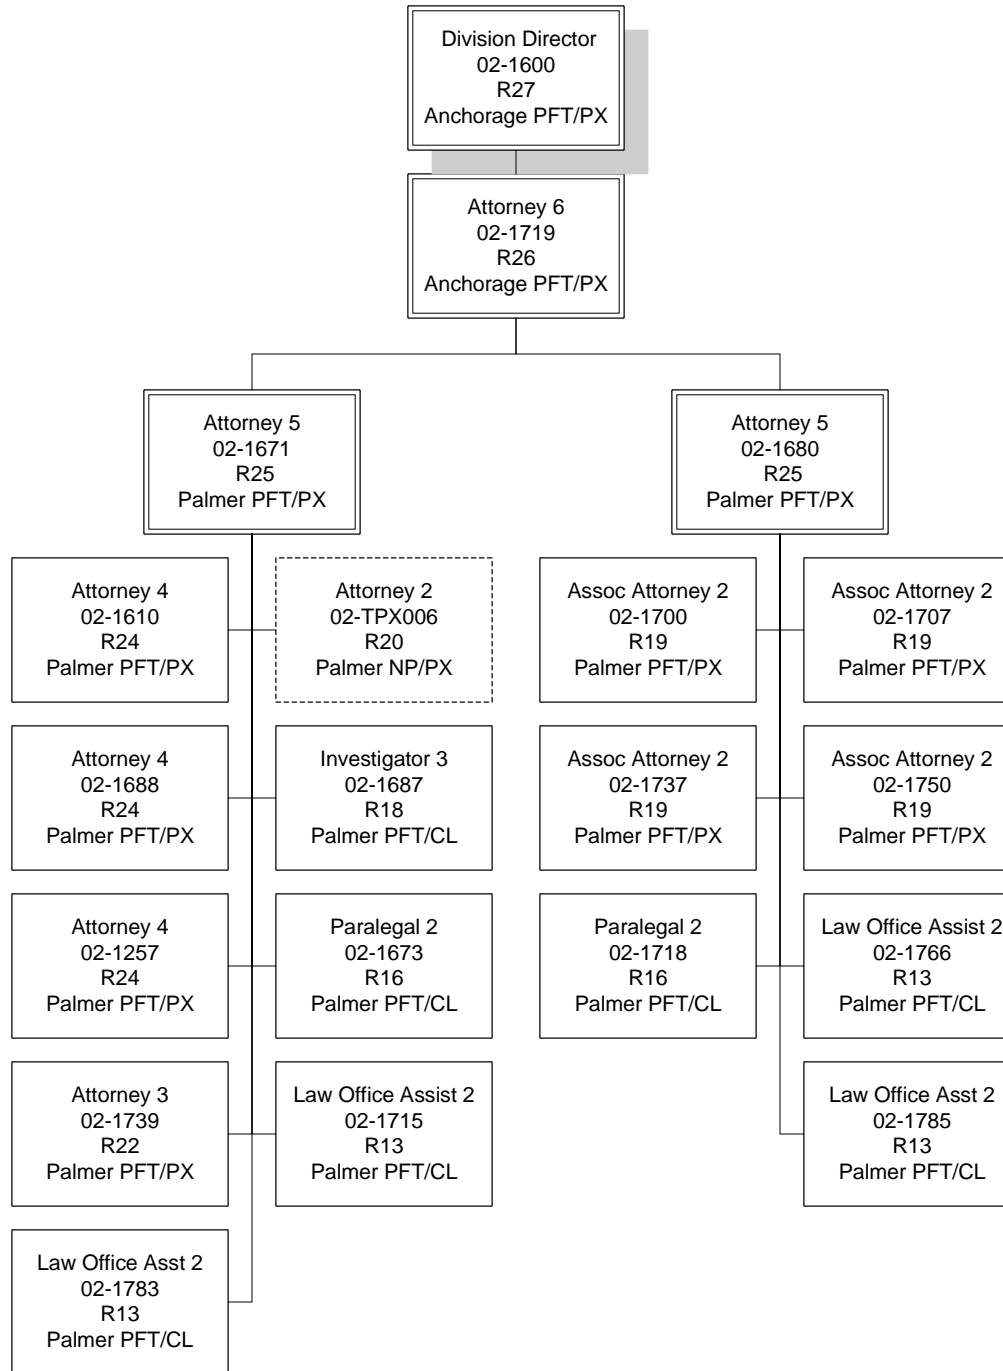 Division Director
02-1600
R27
Anchorage PFT/PX
Attorney 6
02-1719
R26
Anchorage PFT/PX
Attorney 5
02-1671
R25
Palmer PFT/PX
Attorney 5
02-1680
R25
Palmer PFT/PX
Attorney 4
02-1610
R24
Palmer PFT/PX
Attorney 2
02-TPX006
R20
Palmer NP/PX
Assoc Attorney 2
02-1700
R19
Palmer PFT/PX
Assoc Attorney 2
02-1707
R19
Palmer PFT/PX
Attorney 4
02-1688
R24
Palmer PFT/PX
Investigator 3
02-1687
R18
Palmer PFT/CL
Assoc Attorney 2
02-1737
R19
Palmer PFT/PX
Assoc Attorney 2
02-1750
R19
Palmer PFT/PX
Attorney 4
02-1257
R24
Palmer PFT/PX
Paralegal 2
02-1673
R16
Palmer PFT/CL
Paralegal 2
02-1718
R16
Palmer PFT/CL
Law Office Assist 2
02-1766
R13
Palmer PFT/CL
Attorney 3
02-1739
R22
Palmer PFT/PX
Law Office Assist 2
02-1715
R13
Palmer PFT/CL
Law Office Asst 2
02-1785
R13
Palmer PFT/CL
Law Office Asst 2
02-1783
R13
Palmer PFT/CL